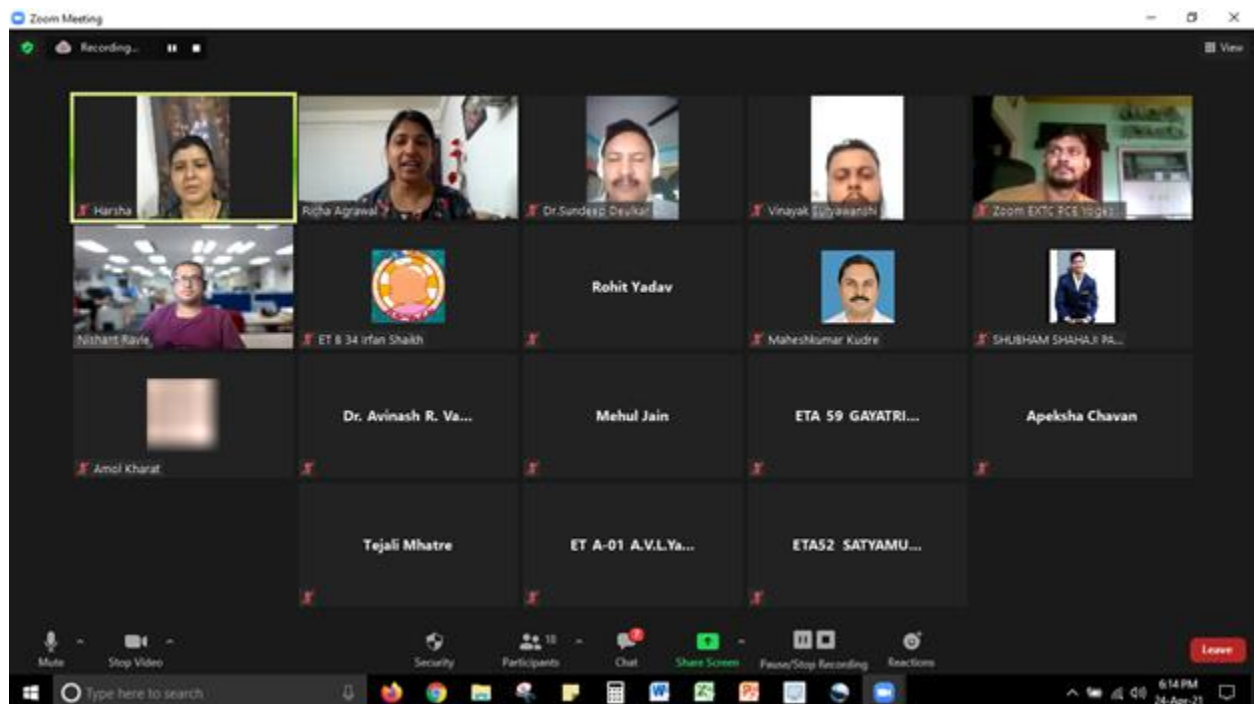 Zoom Meeting
Recording...
View
Harsha
Richa Agrawal
Dr.Sundeep Deulkar
Vinayak Suryawanshi
Zoom EXTC PCE
Nishant Ravle
ET B 34 Irfan Shaikh
Rohit Yadav
Maheshkumar Kudre
SHUBHAM SHAHAJI PA...
Amol Kharat
Dr. Avinash R. Va...
Mehul Jain
ETA 59 GAYATRI...
Apeksha Chavan
Tejali Mhatre
ET A-01 A.V.L.Ya...
ETA52 SATYAMU...
Mute
Stop Video
Security
Participants
18
Chat
Share Screen
Pause/Stop Recording
Reactions
Leave
Type here to search
6:14 PM
24-Apr-21